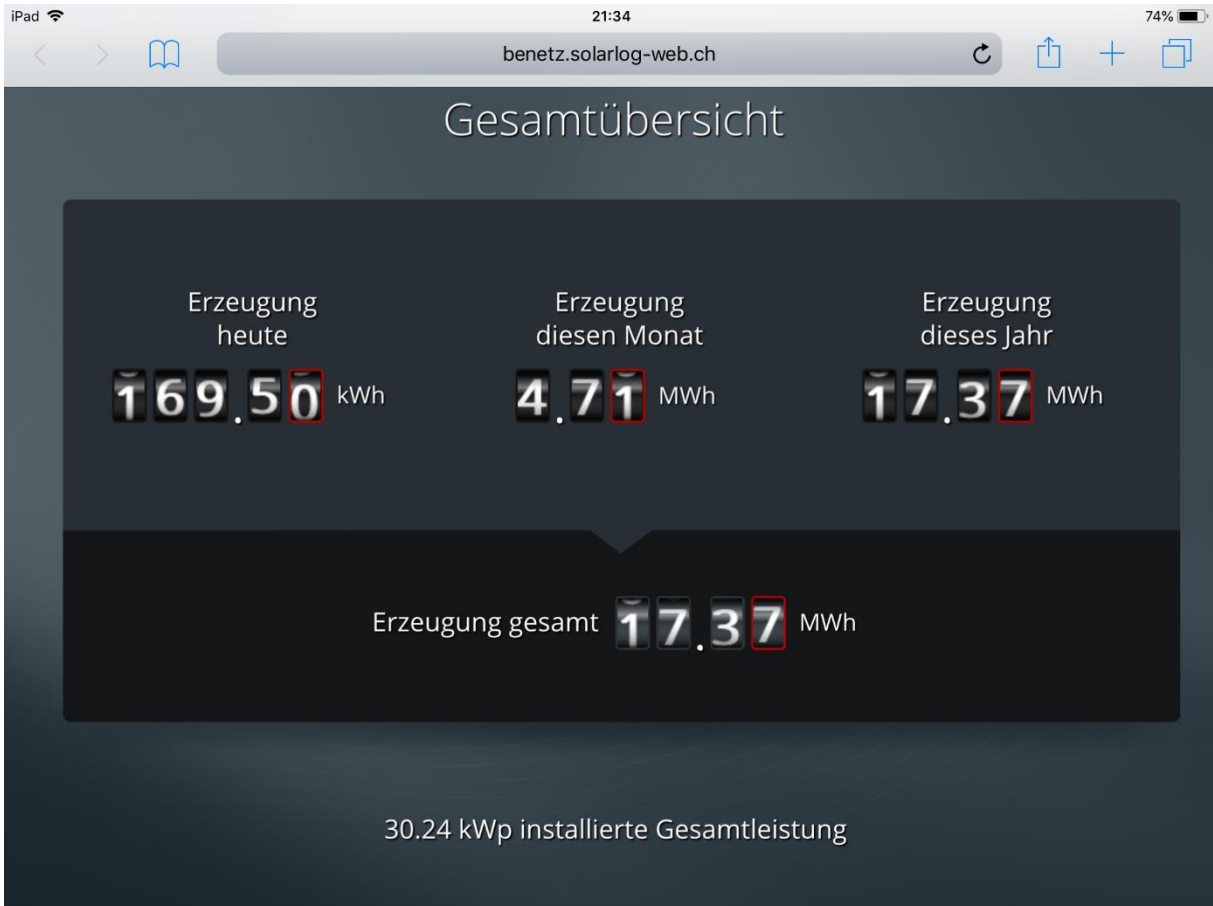 iPad 21:34 74%
benetz.solarlog-web.ch
Gesamtübersicht
Erzeugung
heute
169.50 kWh
Erzeugung
diesen Monat
4.71 MWh
Erzeugung
dieses Jahr
17.37 MWh
Erzeugung gesamt 17.37 MWh
30.24 kWp installierte Gesamtleistung